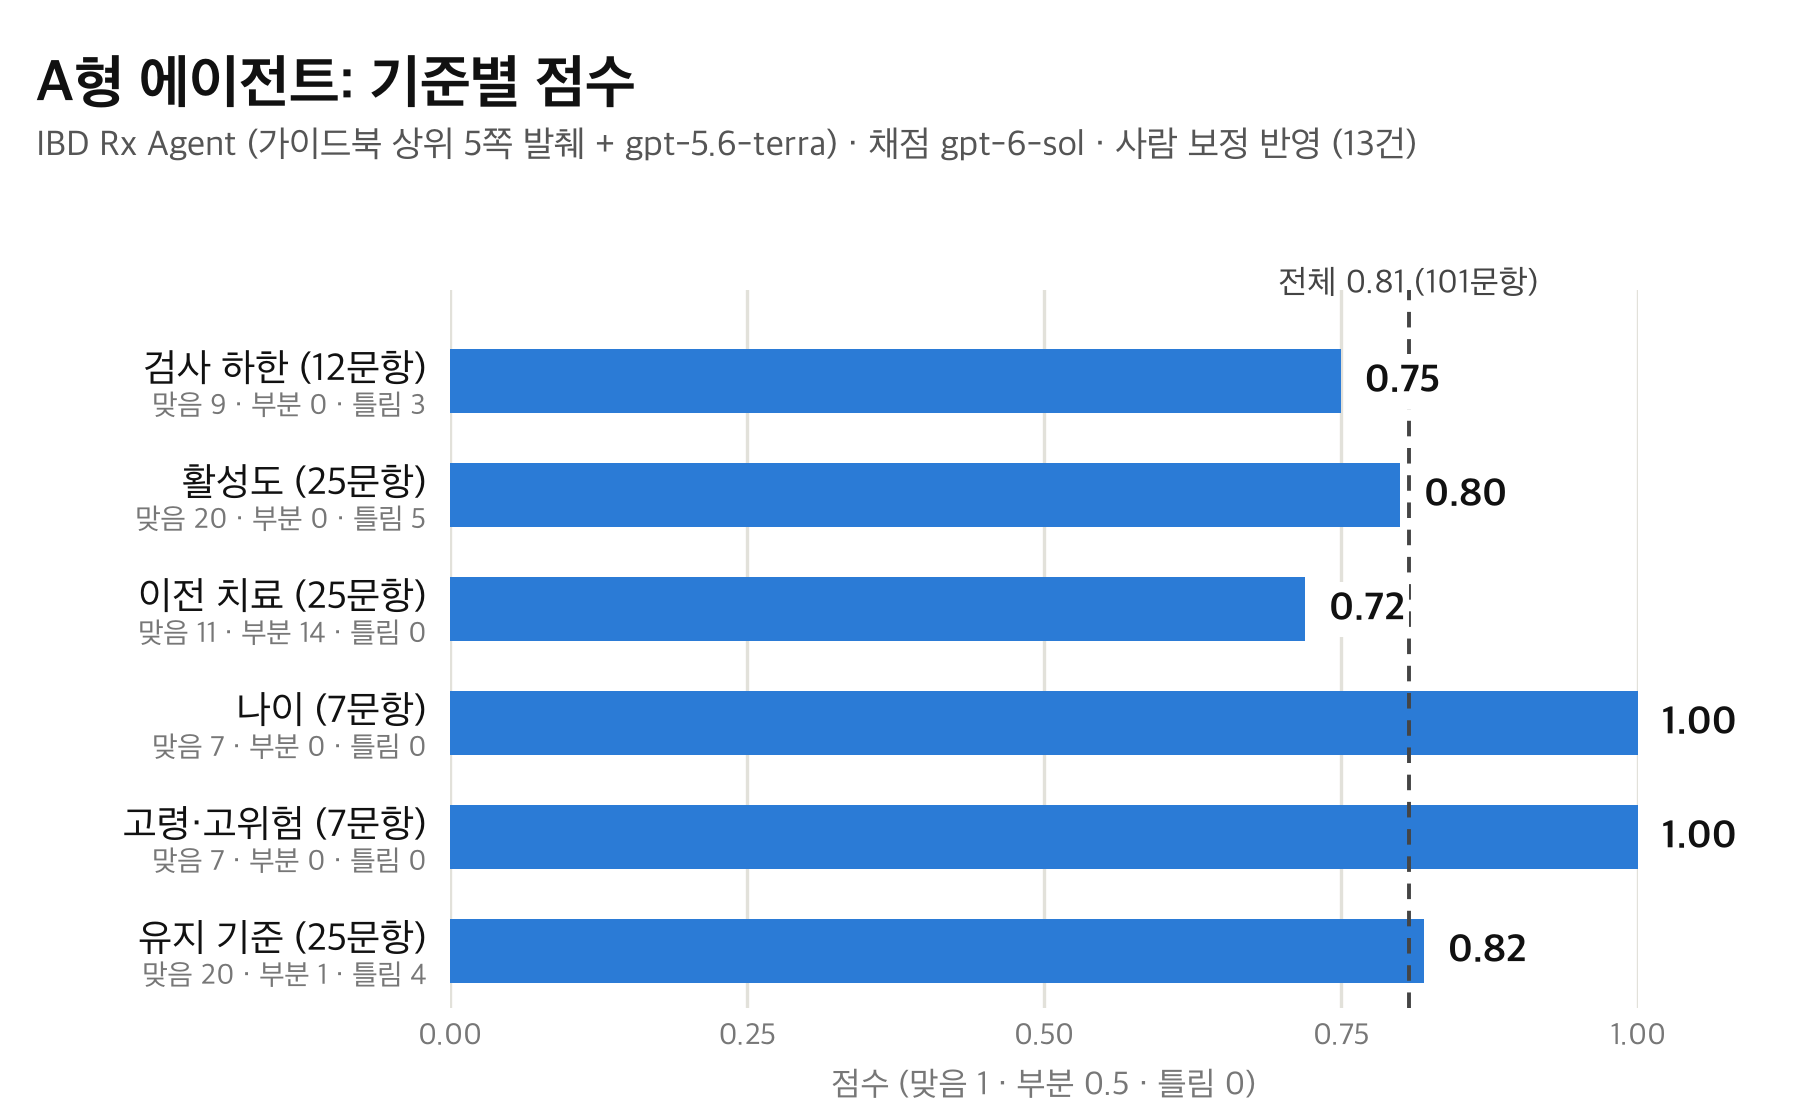 A형 에이전트: 기준별 점수
IBD Rx Agent (가이드북 상위 5쪽 발췌 + gpt-5.6-terra) · 채점 gpt-6-sol · 사람 보정 반영 (13건)
전체 0.81 (101문항)
검사 하한 (12문항)
맞음 9 · 부분 0 · 틀림 3
0.75
활성도 (25문항)
맞음 20 · 부분 0 · 틀림 5
0.80
이전 치료 (25문항)
맞음 11 · 부분 14 · 틀림 0
0.72
나이 (7문항)
맞음 7 · 부분 0 · 틀림 0
1.00
고령·고위험 (7문항)
맞음 7 · 부분 0 · 틀림 0
1.00
유지 기준 (25문항)
맞음 20 · 부분 1 · 틀림 4
0.82
0.00 0.25 0.50 0.75 1.00
점수 (맞음 1 · 부분 0.5 · 틀림 0)